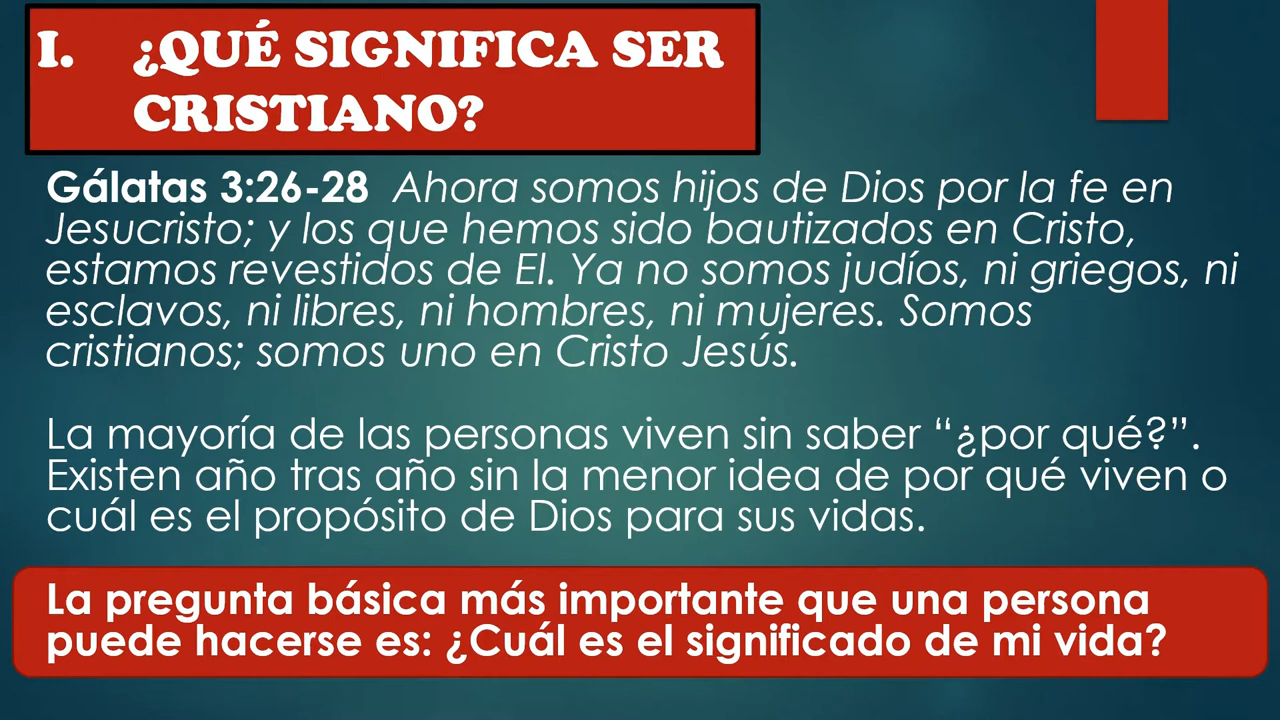 I. ¿QUÉ SIGNIFICA SER
CRISTIANO?
Gálatas 3:26-28 Ahora somos hijos de Dios por la fe en
Jesucristo; y los que hemos sido bautizados en Cristo,
estamos revestidos de El. Ya no somos judíos, ni griegos, ni
esclavos, ni libres, ni hombres, ni mujeres. Somos
cristianos; somos uno en Cristo Jesús.
La mayoría de las personas viven sin saber “¿por qué?”.
Existen año tras año sin la menor idea de por qué viven o
cuál es el propósito de Dios para sus vidas.
La pregunta básica más importante que una persona
puede hacerse es: ¿Cuál es el significado de mi vida?